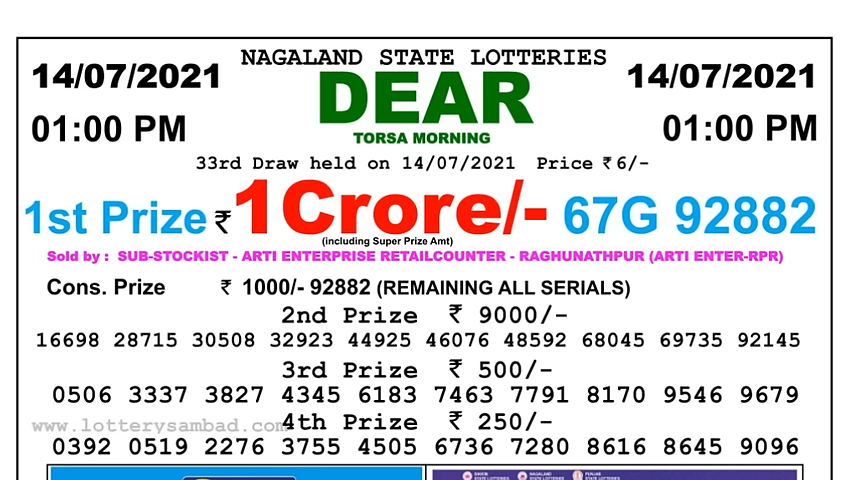 NAGALAND STATE LOTTERIES
14/07/2021 DEAR 14/07/2021
01:00 PM TORSA MORNING 01:00 PM
33rd Draw held on 14/07/2021 Price ₹ 6/-
1st Prize ₹ 1Crore/- 67G 92882
(including Super Prize Amt)
Sold by : SUB-STOCKIST - ARTI ENTERPRISE RETAILCOUNTER - RAGHUNATHPUR (ARTI ENTER-RPR)
Cons. Prize ₹ 1000/- 92882 (REMAINING ALL SERIALS)
2nd Prize ₹ 9000/-
16698 28715 30508 32923 44925 46076 48592 68045 69735 92145
3rd Prize ₹ 500/-
0506 3337 3827 4345 6183 7463 7791 8170 9546 9679
www.lotterysambad.com 4th Prize ₹ 250/-
0392 0519 2276 3755 4505 6736 7280 8616 8645 9096